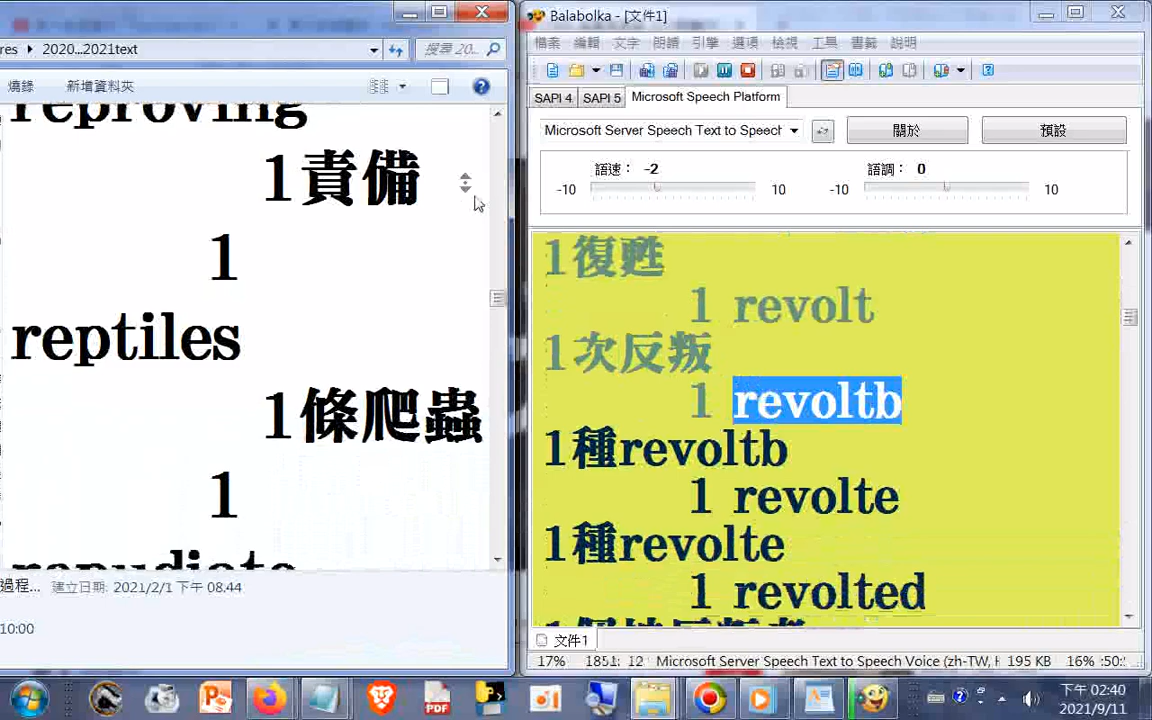 res ▸ 2020...2021text
搜尋 20...
燒錄 新增資料夾
reproving
1責備
1
reptiles
1條爬蟲
1
repudiate
過程... 建立日期: 2021/2/1 下午 08.44
10:00
Balabolka - [文件1]
檔案 編輯 文字 朗讀 引擎 選項 檢視 工具 書籤 說明
SAPI 4 SAPI 5 Microsoft Speech Platform
Microsoft Server Speech Text to Speech 關於 預設
語速： -2 語調： 0
-10 10 -10 10
1復甦
1 revolt
1次反叛
1 revoltb
1種revoltb
1 revolte
1種revolte
1 revolted
文件1
17% 1851: 12 Microsoft Server Speech Text to Speech Voice (zh-TW, H 195 KB 16% :50:
PDF
下午 02:40
2021/9/11